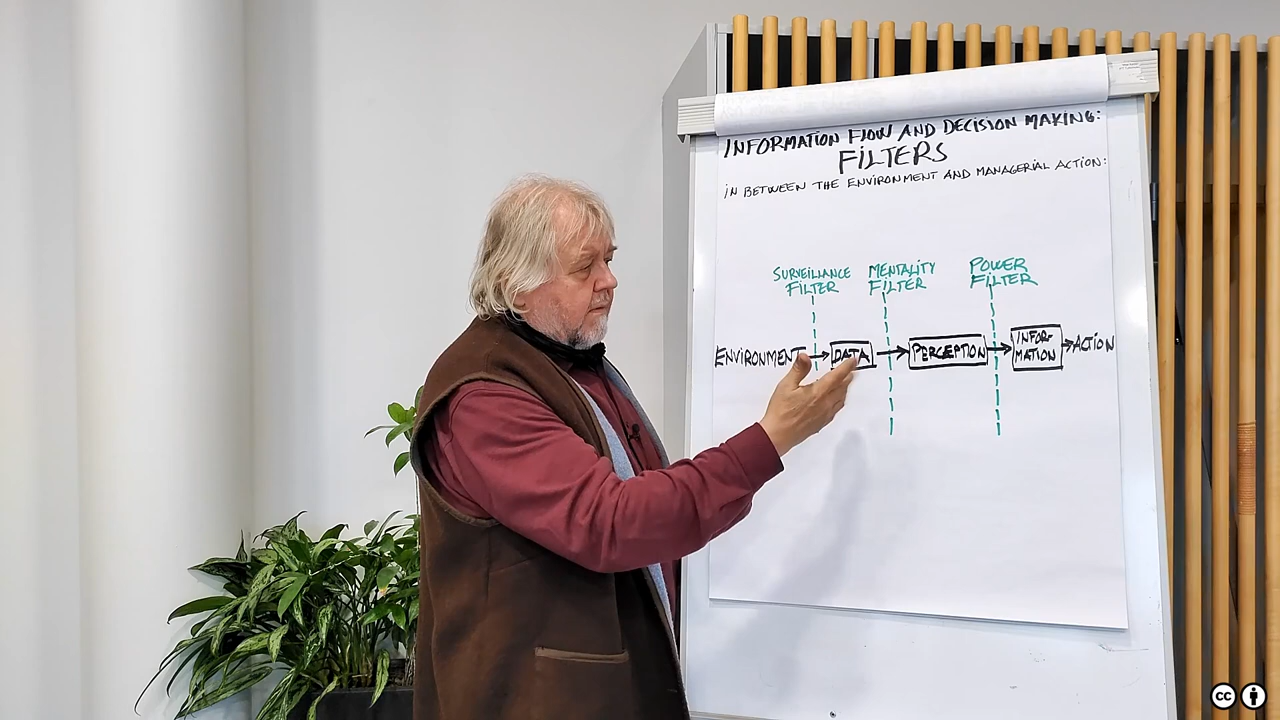 INFORMATION FLOW AND DECISION MAKING:
FILTERS
IN BETWEEN THE ENVIRONMENT AND MANAGERIAL ACTION:
SURVEILLANCE FILTER
MENTALITY FILTER
POWER FILTER
ENVIRONMENT → DATA → PERCEPTION → INFOR-
MATION → ACTION
cc